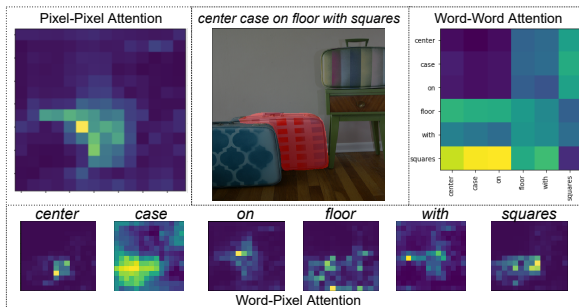 Pixel-Pixel Attention
center case on floor with squares
Word-Word Attention
center
case
on
floor
with
squares
center
case
on
floor
with
squares
center case on floor with squares
Word-Pixel Attention